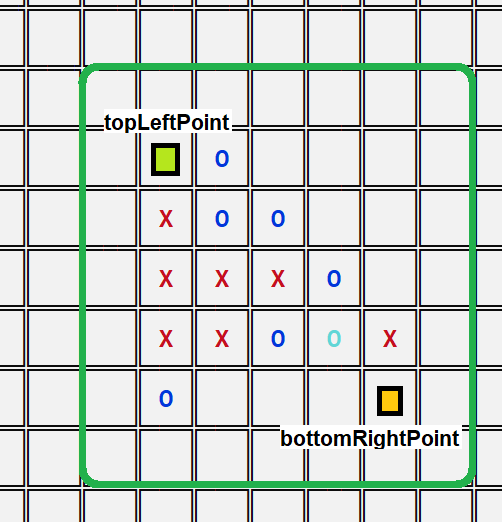 topLeftPoint
O
X O O
X X X O
X X O O X
O
bottomRightPoint